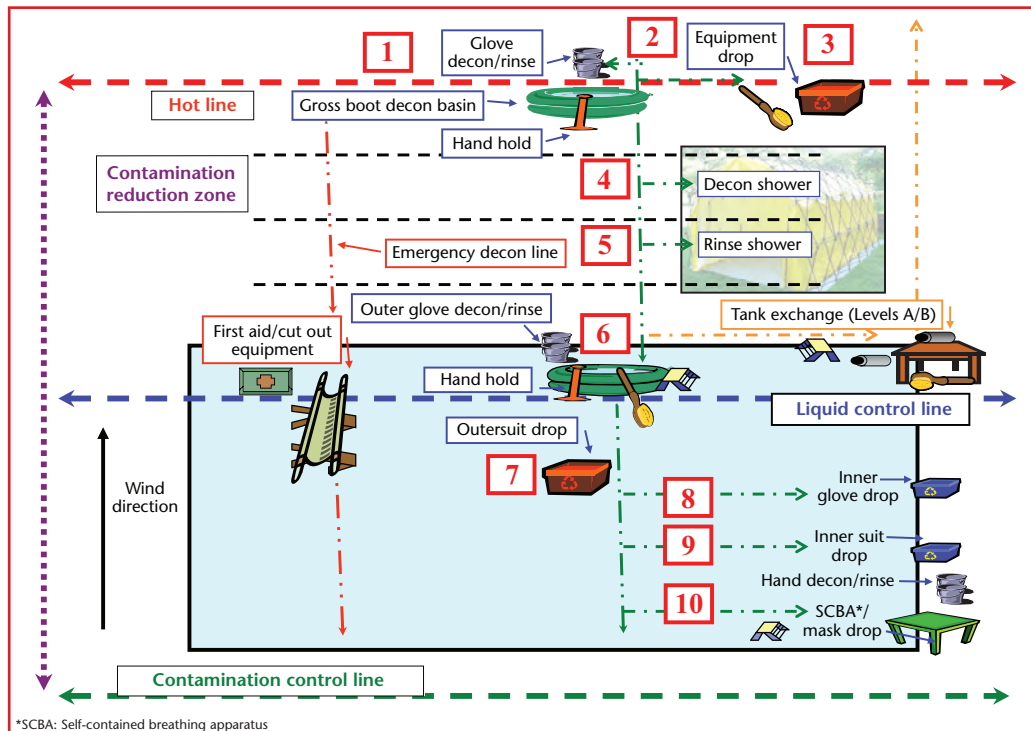 1
Glove
decon/rinse
2
Equipment
drop
3
Hot line
Gross boot decon basin
Hand hold
Contamination
reduction zone
4
Decon shower
5
Rinse shower
Emergency decon line
Outer glove decon/rinse
Tank exchange (Levels A/B)
First aid/cut out
equipment
6
Hand hold
Liquid control line
Outersuit drop
7
Wind
direction
8
Inner
glove drop
9
Inner suit
drop
Hand decon/rinse
10
SCBA*/
mask drop
Contamination control line
*SCBA: Self-contained breathing apparatus